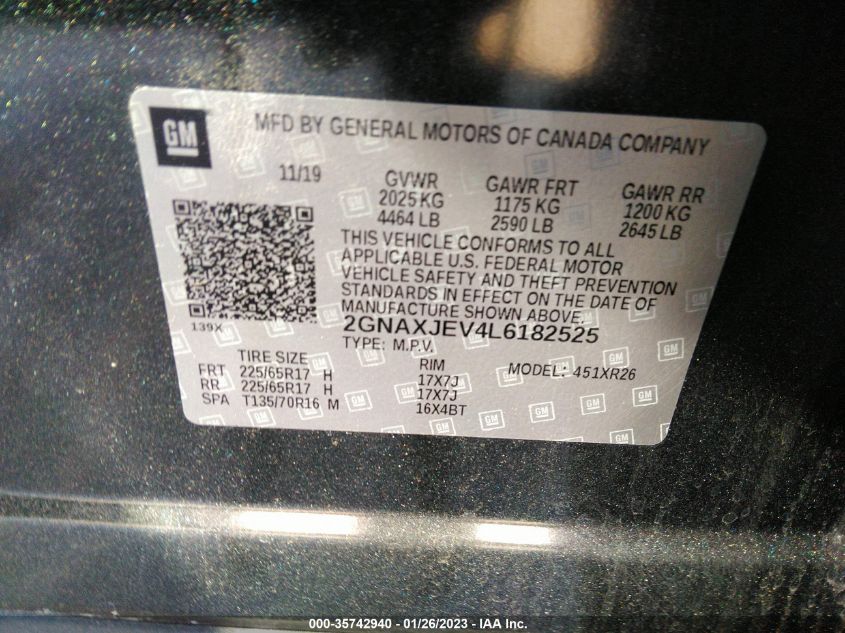 GM
MFD BY GENERAL MOTORS OF CANADA COMPANY
11/19
GVWR GAWR FRT GAWR RR
2025 KG 1175 KG 1200 KG
4464 LB 2590 LB 2645 LB
THIS VEHICLE CONFORMS TO ALL
APPLICABLE U.S. FEDERAL MOTOR
VEHICLE SAFETY AND THEFT PREVENTION
STANDARDS IN EFFECT ON THE DATE OF
MANUFACTURE SHOWN ABOVE.
139X
2GNAXJEV4L6182525
TYPE: M.P.V.
TIRE SIZE RIM MODEL: 451XR26
FRT 225/65R17 H 17X7J
RR 225/65R17 H 17X7J
SPA T135/70R16 M 16X4BT
000-35742940 - 01/26/2023 - IAA Inc.